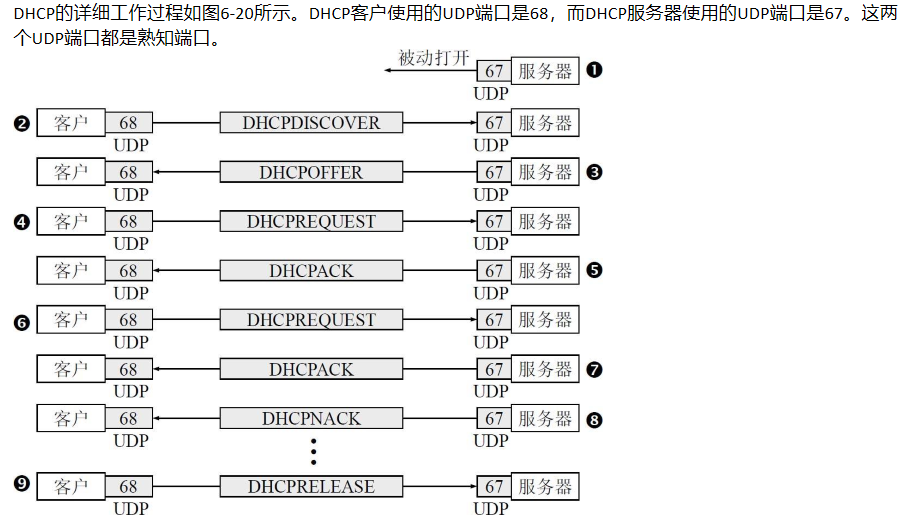 DHCP的详细工作过程如图6-20所示。DHCP客户使用的UDP端口是68，而DHCP服务器使用的UDP端口是67。这两
个UDP端口都是熟知端口。
被动打开 67 服务器 ❶
UDP
❷ 客户 68 DHCPDISCOVER 67 服务器
UDP UDP
客户 68 DHCPOFFER 67 服务器 ❸
UDP UDP
❹ 客户 68 DHCPREQUEST 67 服务器
UDP UDP
客户 68 DHCPACK 67 服务器 ❺
UDP UDP
❻ 客户 68 DHCPREQUEST 67 服务器
UDP UDP
客户 68 DHCPACK 67 服务器 ❼
UDP UDP
客户 68 DHCPNACK 67 服务器 ❽
UDP UDP
❾ 客户 68 DHCPRELEASE 67 服务器
UDP UDP